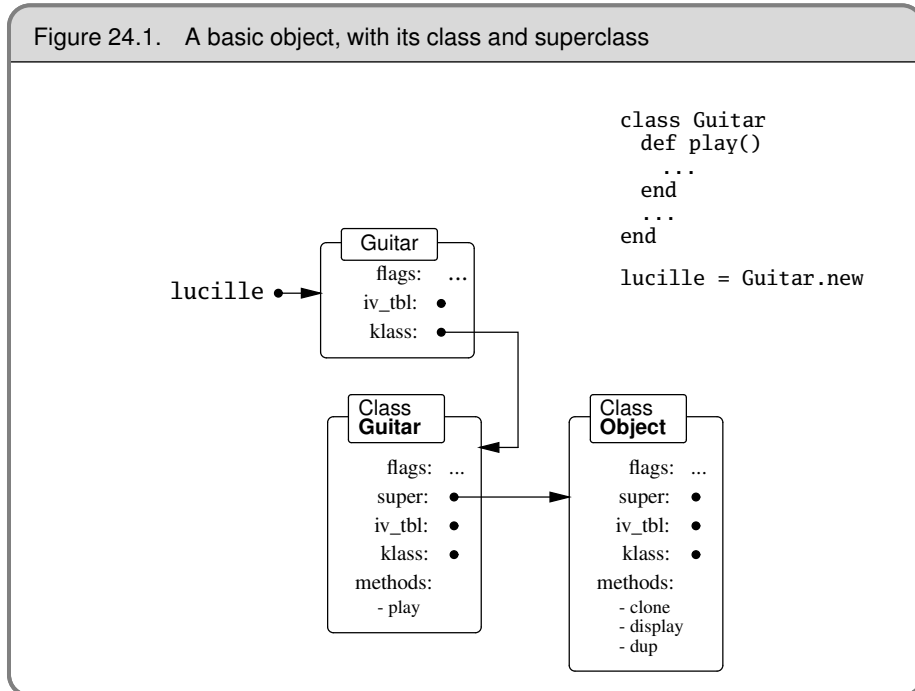 Figure 24.1. A basic object, with its class and superclass
class Guitar
def play()
...
end
...
end
lucille = Guitar.new
lucille
Guitar
flags: ...
iv_tbl:
klass:
Class
Guitar
flags: ...
super:
iv_tbl:
klass:
methods:
- play
Class
Object
flags: ...
super:
iv_tbl:
klass:
methods:
- clone
- display
- dup